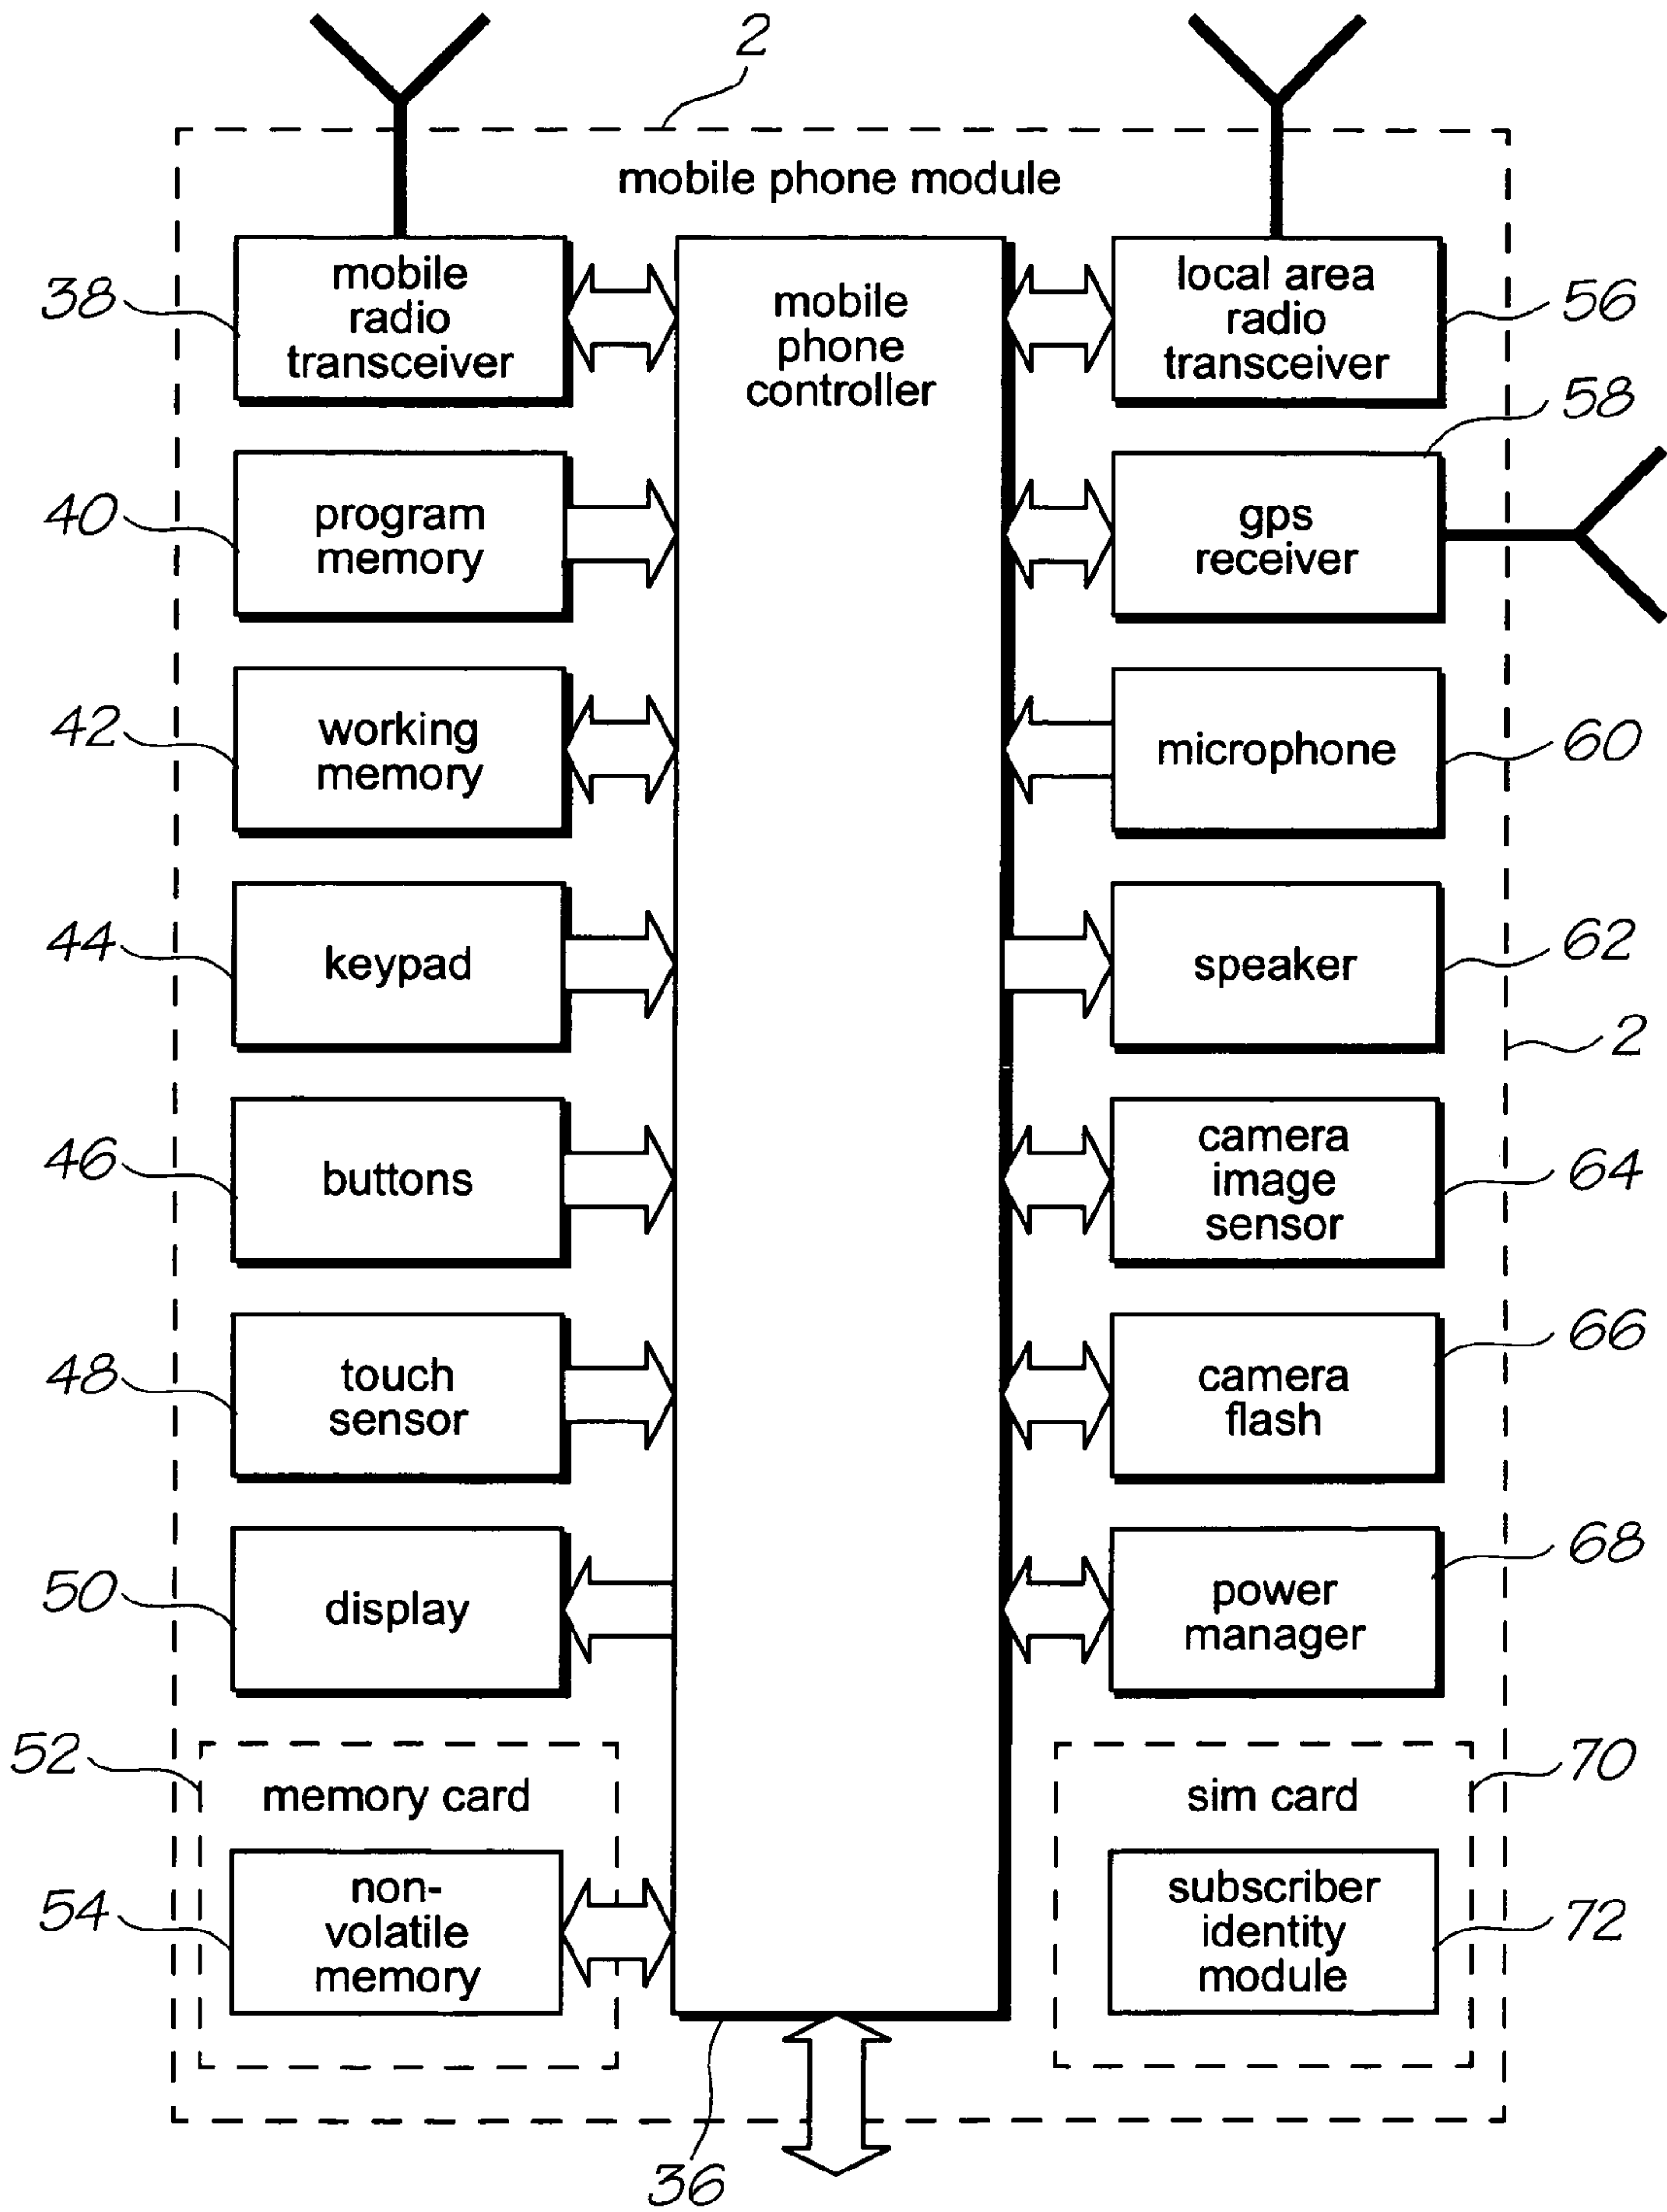 2
mobile phone module
38
mobile
radio
transceiver
mobile
phone
controller
local area
radio
transceiver
56
58
40
program
memory
gps
receiver
42
working
memory
microphone
60
44
keypad
speaker
62
2
46
buttons
camera
image
sensor
64
48
touch
sensor
camera
flash
66
50
display
power
manager
68
52
memory card
sim card
70
54
non-
volatile
memory
subscriber
identity
module
72
36